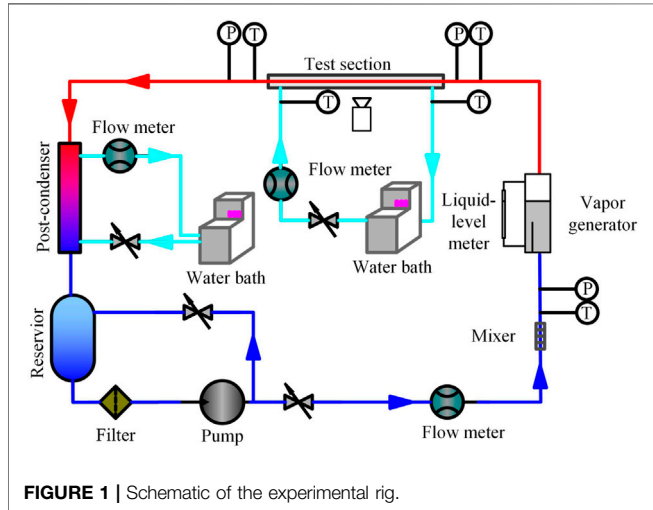 P T
P T
Test section
T
T
Flow meter
Flow meter
Post-condenser
Liquid-
level
meter
Vapor
generator
Water bath
Water bath
P
T
Reservior
Mixer
Filter
Pump
Flow meter
FIGURE 1 | Schematic of the experimental rig.